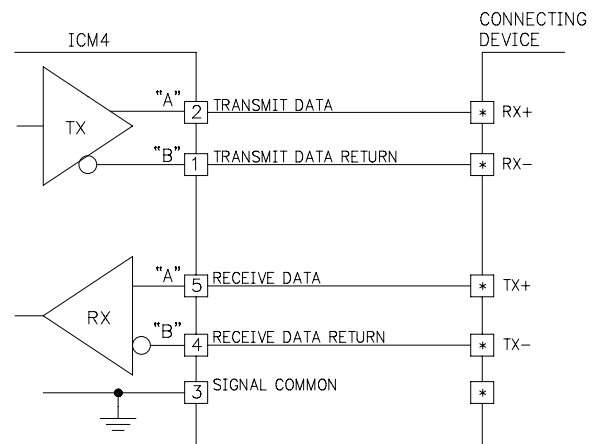 CONNECTING
DEVICE
ICM4
"A" 2 TRANSMIT DATA * RX+
TX
"B" 1 TRANSMIT DATA RETURN * RX-
"A" 5 RECEIVE DATA * TX+
RX
"B" 4 RECEIVE DATA RETURN * TX-
3 SIGNAL COMMON *